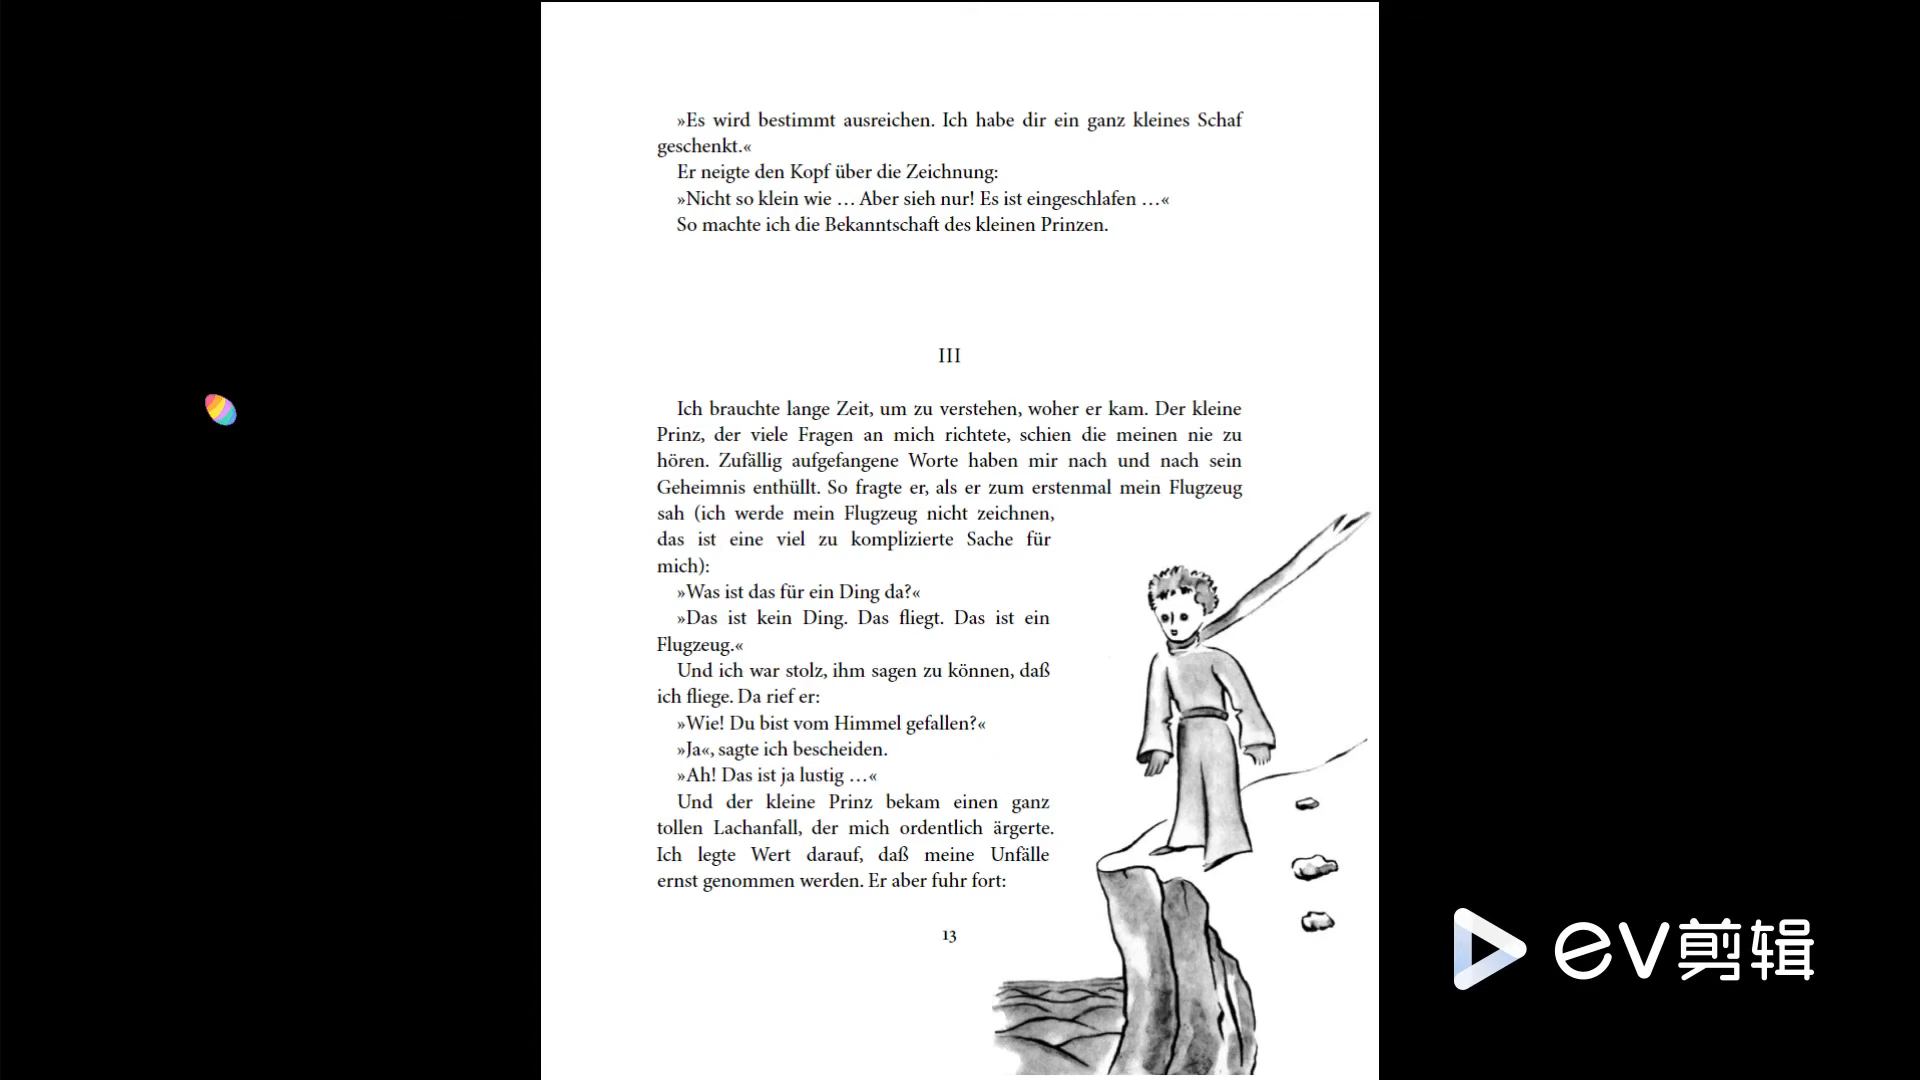 »Es wird bestimmt ausreichen. Ich habe dir ein ganz kleines Schaf
geschenkt.«
Er neigte den Kopf über die Zeichnung:
»Nicht so klein wie … Aber sieh nur! Es ist eingeschlafen …«
So machte ich die Bekanntschaft des kleinen Prinzen.
III
Ich brauchte lange Zeit, um zu verstehen, woher er kam. Der kleine
Prinz, der viele Fragen an mich richtete, schien die meinen nie zu
hören. Zufällig aufgefangene Worte haben mir nach und nach sein
Geheimnis enthüllt. So fragte er, als er zum erstenmal mein Flugzeug
sah (ich werde mein Flugzeug nicht zeichnen,
das ist eine viel zu komplizierte Sache für
mich):
»Was ist das für ein Ding da?«
»Das ist kein Ding. Das fliegt. Das ist ein
Flugzeug.«
Und ich war stolz, ihm sagen zu können, daß
ich fliege. Da rief er:
»Wie! Du bist vom Himmel gefallen?«
»Ja«, sagte ich bescheiden.
»Ah! Das ist ja lustig …«
Und der kleine Prinz bekam einen ganz
tollen Lachanfall, der mich ordentlich ärgerte.
Ich legte Wert darauf, daß meine Unfälle
ernst genommen werden. Er aber fuhr fort:
13
ev剪辑